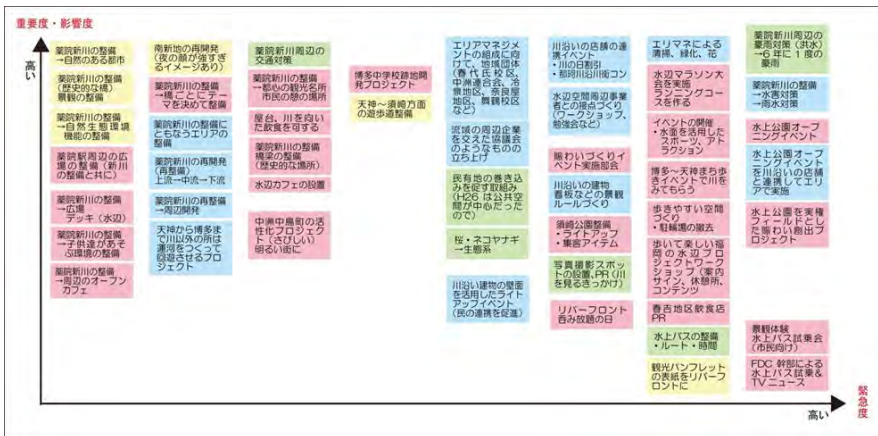 重要度・影響度
高い
薬院新川の整備
→自然のある都市
薬院新川の整備
(歴史的な橋)
景観の整備
薬院新川の整備
→自然生態環境
機能の整備
薬院駅周辺の広
場の整備(新川
の整備と共に)
薬院新川の整備
→広場
デッキ(水辺)
薬院新川の整備
→子供達があそ
ぶ環境の整備
薬院新川の整備
→周辺のオープン
カフェ
南新地の再開発
(夜の顔が強すぎ
るイメージあり)
薬院新川の整備
→橋ごとにテー
マを決めて整備
薬院新川の整備に
ともなうエリアの
整備
薬院新川の再開発
(再整備)
上流→中流→下流
薬院新川の再整備
→周辺開発
天神から博多
まで川以外の所は
運河をつくって
回遊させるプロ
ジェクト
薬院新川周辺の
交通対策
薬院新川の整備
→都心の観光名所
市民の憩の場所
屋台、川を向い
た飲食を可する
薬院新川の整備
橋梁の整備
(歴史的な場所)
水辺カフェの設置
中洲中島町の活
性化プロジェク
ト(さびしい)
明るい街に
博多中学校跡地開
発プロジェクト
天神～須崎方面
の遊歩道整備
エリアマネジメ
ントの組成に向
けて、地域団体
(春代氏校区、
中洲連合会、冷
泉地区、奈良屋
地区、舞鶴校区
など)
流域の周辺企業
を交えた協議会
のようなものの
立ち上げ
民有地の巻き込
みを促す取組み
(H26は公共空
間が中心だった
ので)
桜・ネコヤナギ
→生態系
川沿い建物の壁面
を活用したライト
アップイベント
(民の連携を促進)
川沿いの店舗の連
携イベント
・川の日割引
・那珂沿川街コン
水辺空間周辺事業
者との接点づくり
(ワークショップ、
勉強会など)
賑わいづくりイ
ベント実施部会
川沿いの建物
看板などの景観
ルールづくり
須崎公園整備
・ライトアップ
・集客アイテム
写真撮影スポッ
トの設置、PR(川
を見るきっかけ)
リバーフロント
呑み放題の日
エリマネによる
清掃、緑化、花
水辺マラソン大
会を実施
ランニングコー
スを作る
イベントの開催
・水面を活用した
スポーツ、アト
ラクション
博多～天神まち歩
きイベントで川を
みてもらう
歩きやすい空間
づくり
・駐輪場の撤去
歩いて楽しい福
岡の水辺プロジ
ェクトワークシ
ョップ(案内
サイン、休憩所、
コンテンツ)
春吉地区飲食店
PR
水上バスの整備
・ルート・時間
観光パンフレット
の表紙をリバーフ
ロントに
薬院新川周辺の
豪雨対策(洪水)
→6年に1度の
豪雨
薬院新川の整備
→水害対策
→雨水対策
水上公園オープ
ニングイベント
水上公園オープ
ニングイベント
を川沿いの店舗
と連携してエリア
で実施
水上公園を実権
フィールドとし
た賑わい創出プ
ロジェクト
景観体験
水上バス試乗会
(市民向け)
FDC幹部による
水上バス試乗&
TVニュース
高い
緊急度